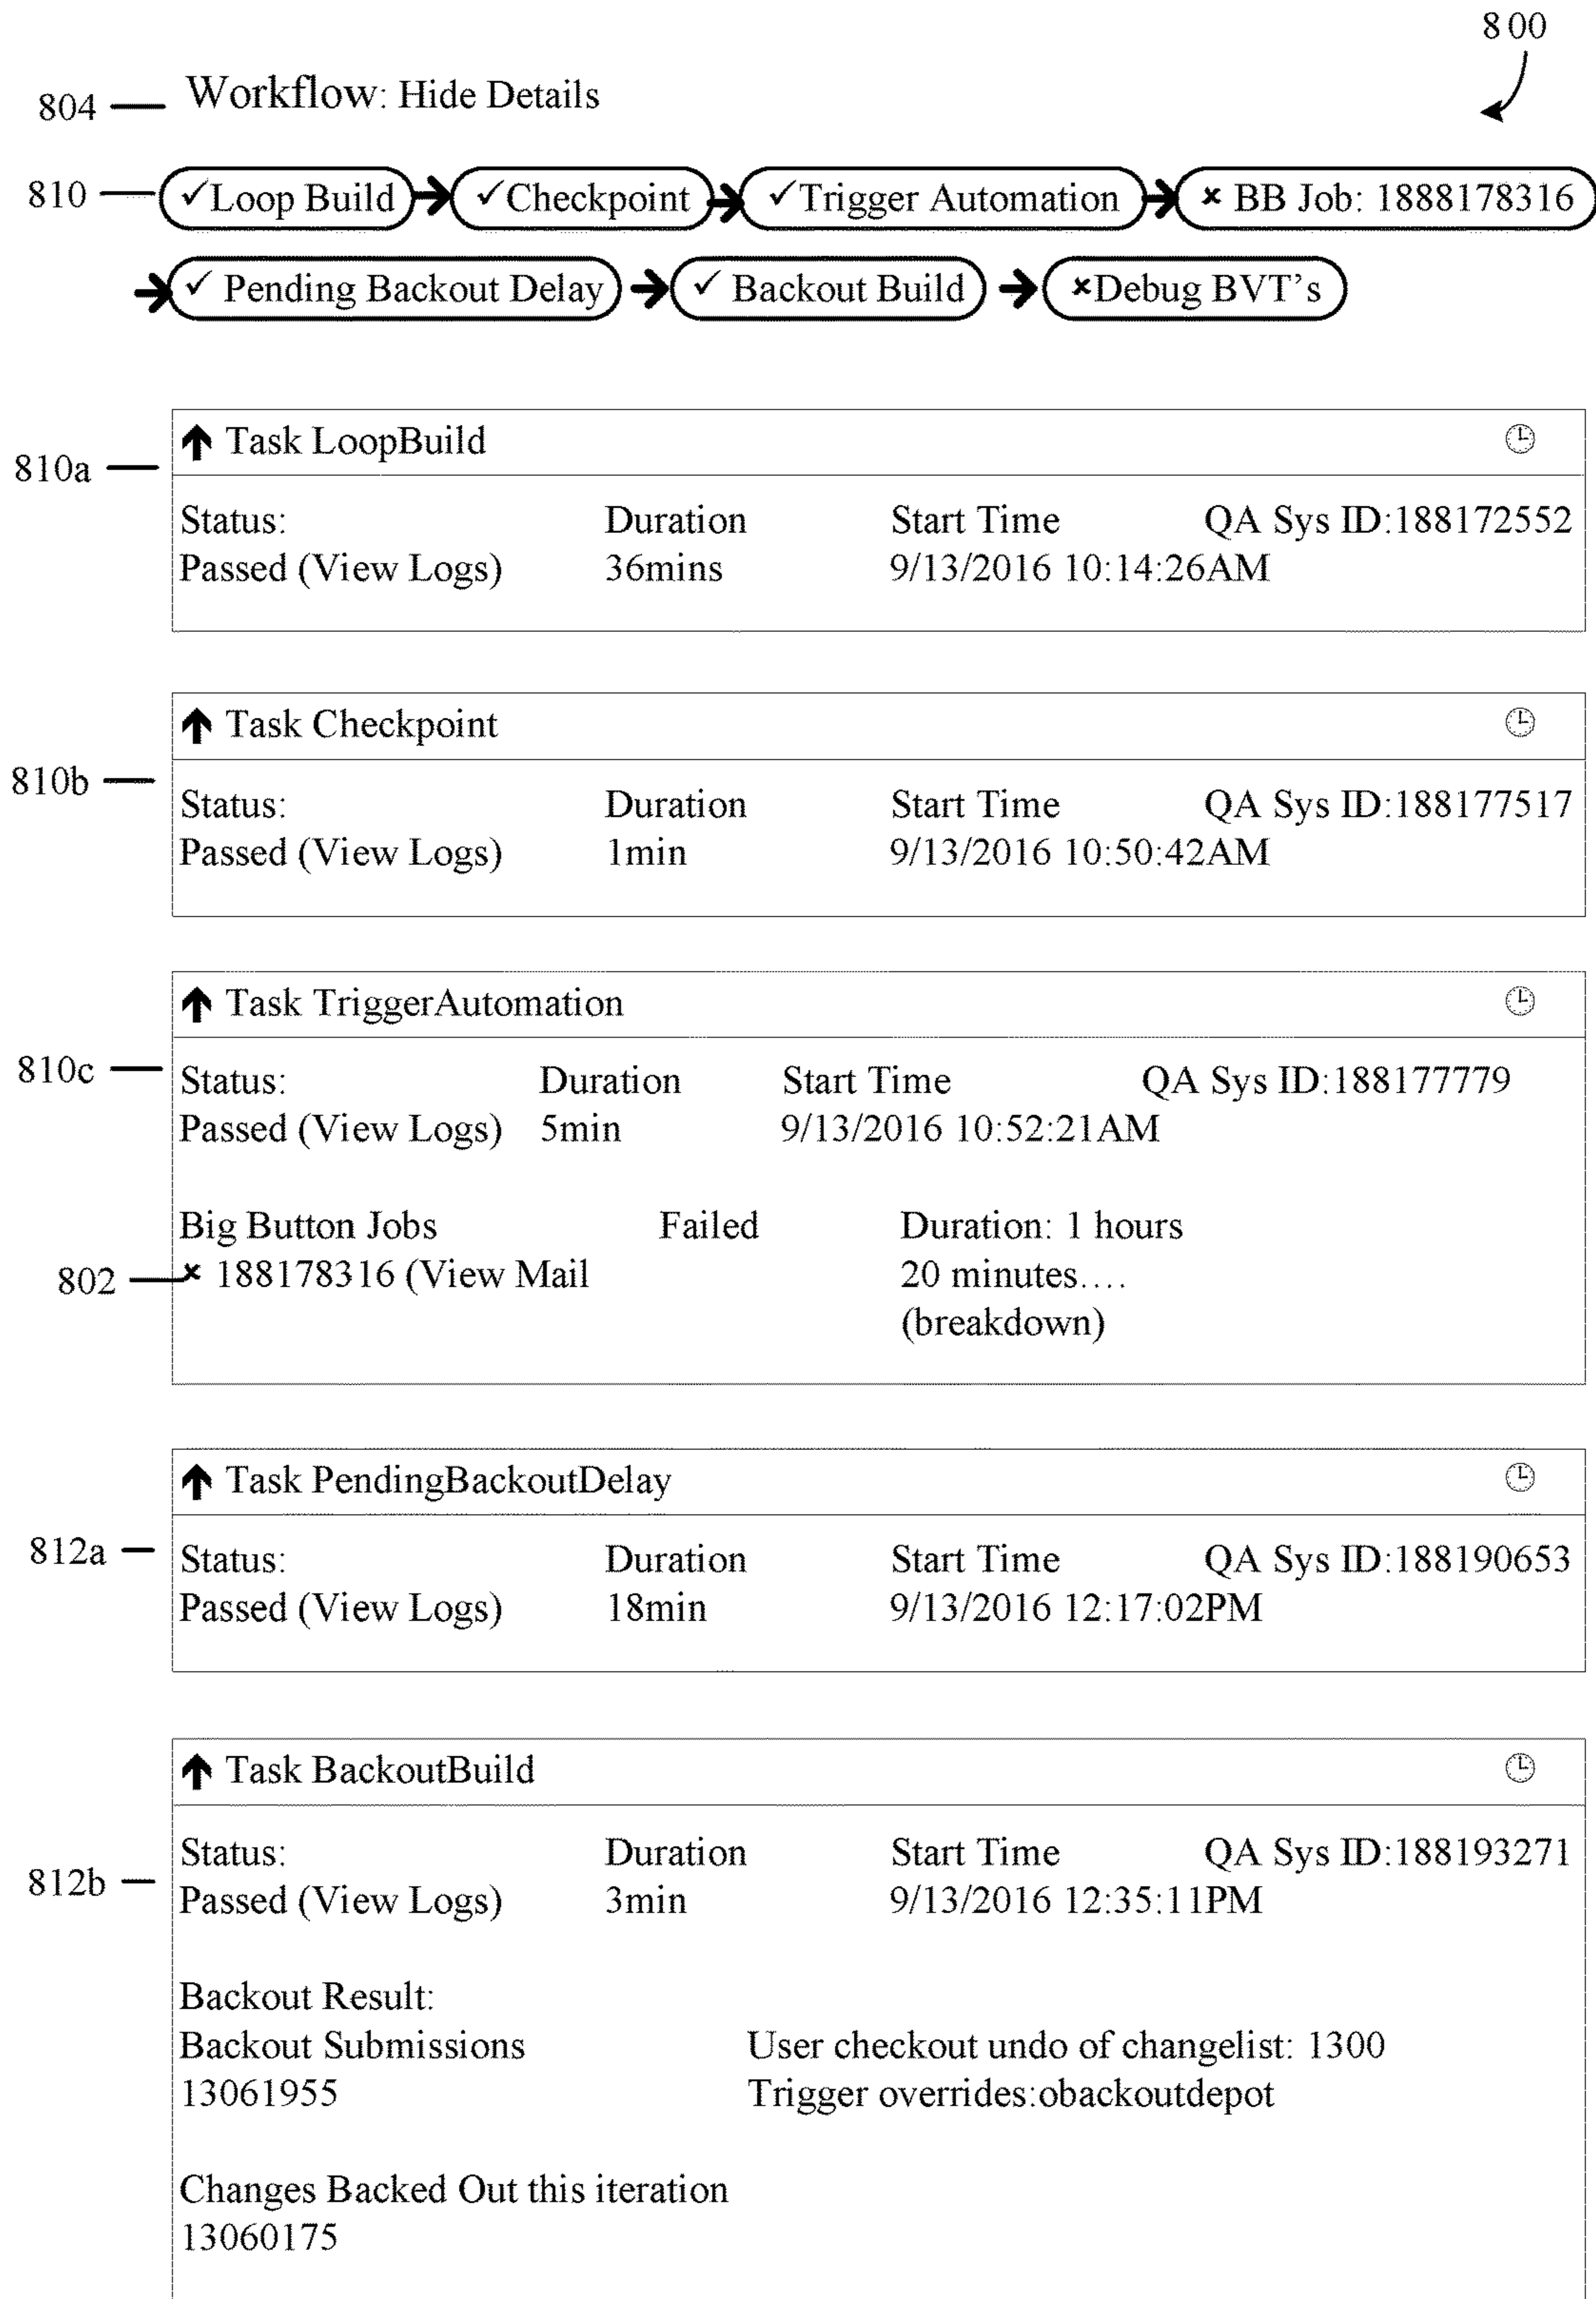 800
804 Workflow: Hide Details
810 ✓Loop Build ➔ ✓Checkpoint ➔ ✓Trigger Automation ➔ ✗ BB Job: 1888178316
➔ ✓ Pending Backout Delay ➔ ✓ Backout Build ➔ ✗Debug BVT's
↑ Task LoopBuild
810a
Status: Duration Start Time QA Sys ID:188172552
Passed (View Logs) 36mins 9/13/2016 10:14:26AM
↑ Task Checkpoint
810b
Status: Duration Start Time QA Sys ID:188177517
Passed (View Logs) 1min 9/13/2016 10:50:42AM
↑ Task TriggerAutomation
810c
Status: Duration Start Time QA Sys ID:188177779
Passed (View Logs) 5min 9/13/2016 10:52:21AM
Big Button Jobs Failed Duration: 1 hours
802 ✗ 188178316 (View Mail 20 minutes....
(breakdown)
↑ Task PendingBackoutDelay
812a
Status: Duration Start Time QA Sys ID:188190653
Passed (View Logs) 18min 9/13/2016 12:17:02PM
↑ Task BackoutBuild
812b
Status: Duration Start Time QA Sys ID:188193271
Passed (View Logs) 3min 9/13/2016 12:35:11PM
Backout Result:
Backout Submissions User checkout undo of changelist: 1300
13061955 Trigger overrides:obackoutdepot
Changes Backed Out this iteration
13060175